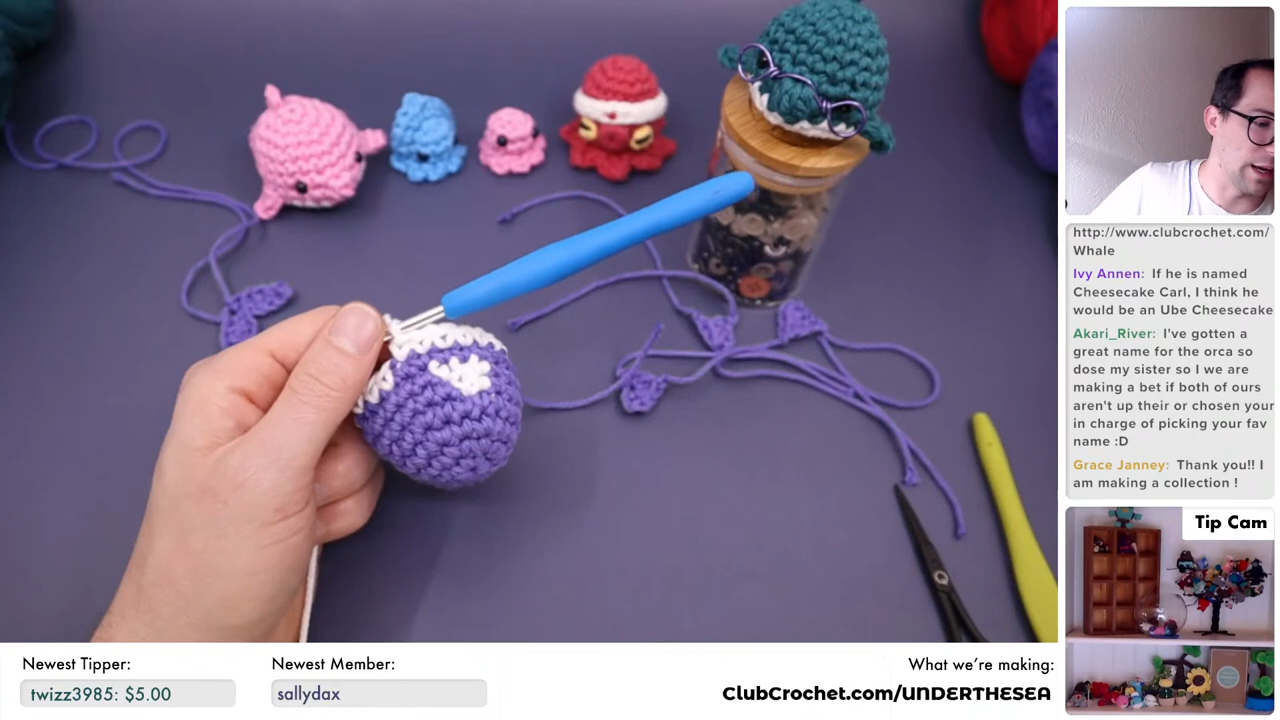 http://www.clubcrochet.com/
Whale
Ivy Annen: If he is named
Cheesecake Carl, I think he
would be an Ube Cheesecake
Akari_River: I've gotten a
great name for the orca so
dose my sister so I we are
making a bet if both of ours
aren't up their or chosen your
in charge of picking your fav
name :D
Grace Janney: Thank you!! I
am making a collection !
Tip Cam
Newest Tipper:
twizz3985: $5.00
Newest Member:
sallydax
What we're making:
ClubCrochet.com/UNDERTHESEA